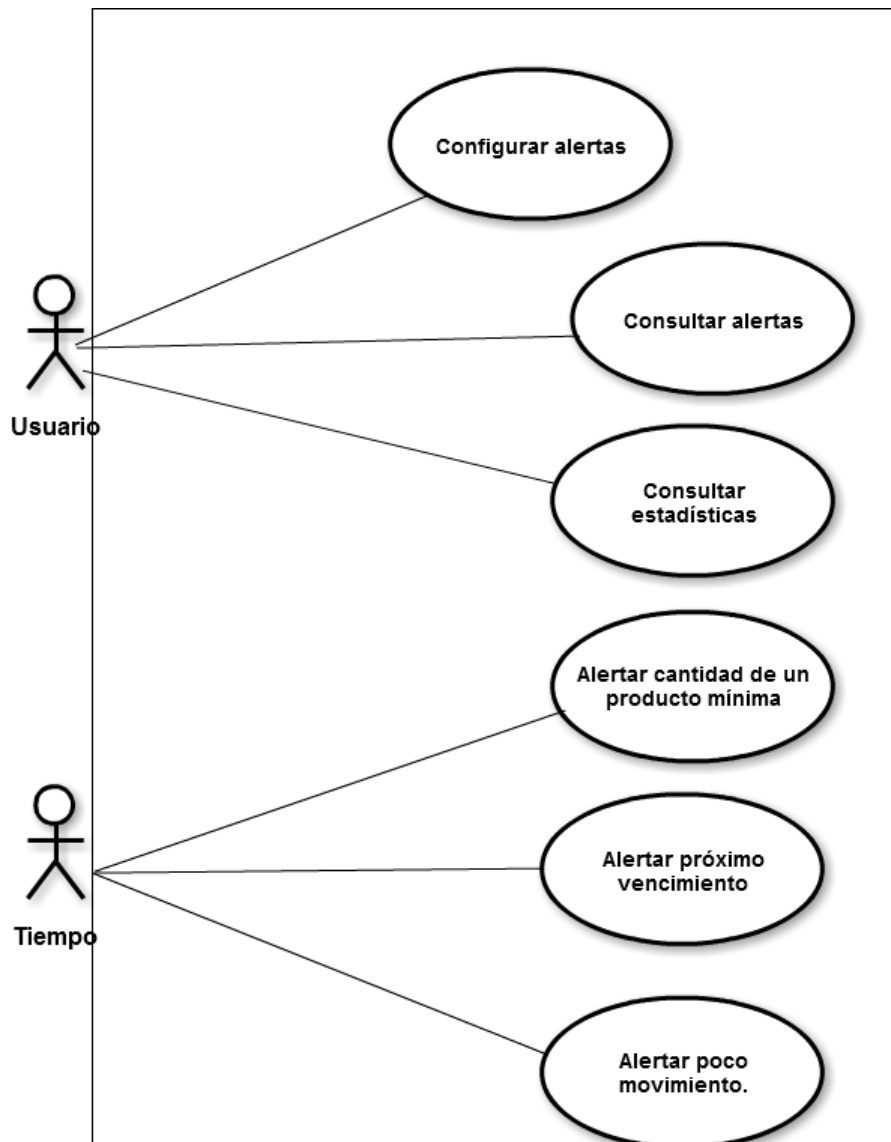 Configurar alertas
Consultar alertas
Usuario
Consultar
estadísticas
Alertar cantidad de un
producto mínima
Alertar próximo
vencimiento
Tiempo
Alertar poco
movimiento.